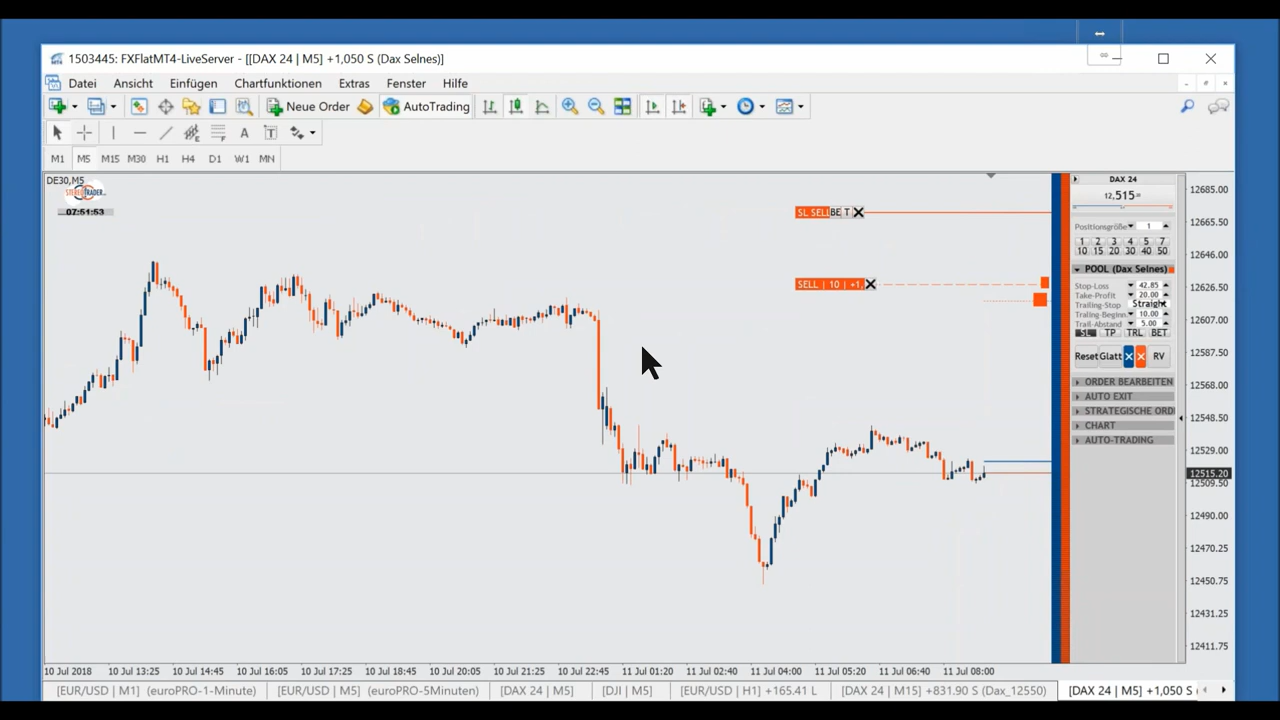 1503445: FXFlatMT4-LiveServer - [[DAX 24 | M5] +1,050 S (Dax Selnes)]
Datei Ansicht Einfügen Chartfunktionen Extras Fenster Hilfe
Neue Order AutoTrading
A T
M1 M5 M15 M30 H1 H4 D1 W1 MN
DE30,M5
STEREOTRADER
07:51:53
SL SELL BE T
SELL | 10 | +1,
DAX 24
12,515
Positionsgröße 1
1 2 3 4 5 7
10 15 20 30 40 50
POOL (Dax Selnes)
Stop-Loss 42.85
Take-Profit 20.00
Trailing-Stop Straight
Traling-Beginn 10.00
Trail-Abstand 5.00
SL TP TRL BET
Reset Glatt RV
ORDER BEARBEITEN
AUTO EXIT
STRATEGISCHE ORD
CHART
AUTO-TRADING
12685.00
12665.50
12646.00
12626.50
12607.00
12587.50
12568.00
12548.50
12529.00
12515.20
12509.50
12490.00
12470.25
12450.75
12431.25
12411.75
10 Jul 2018 10 Jul 13:25 10 Jul 14:45 10 Jul 16:05 10 Jul 17:25 10 Jul 18:45 10 Jul 20:05 10 Jul 21:25 10 Jul 22:45 11 Jul 01:20 11 Jul 02:40 11 Jul 04:00 11 Jul 05:20 11 Jul 06:40 11 Jul 08:00
[EUR/USD | M1] (euroPRO-1-Minute) [EUR/USD | M5] (euroPRO-5Minuten) [DAX 24 | M5] [DJI | M5] [EUR/USD | H1] +165.41 L [DAX 24 | M15] +831.90 S (Dax_12550) [DAX 24 | M5] +1,050 S (